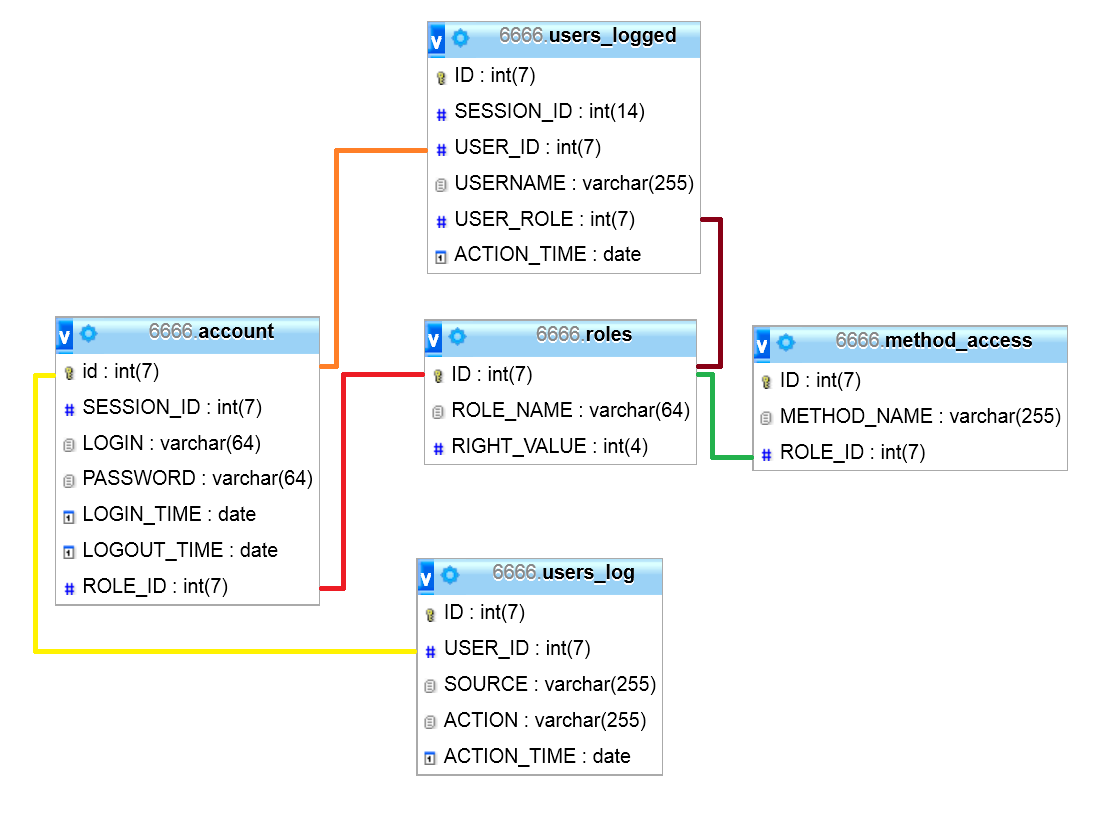 6666.users_logged
ID : int(7)
SESSION_ID : int(14)
USER_ID : int(7)
USERNAME : varchar(255)
USER_ROLE : int(7)
ACTION_TIME : date
v 6666.account
id : int(7)
SESSION_ID : int(7)
LOGIN : varchar(64)
PASSWORD : varchar(64)
LOGIN_TIME : date
LOGOUT_TIME : date
ROLE_ID : int(7)
v 6666.roles
ID : int(7)
ROLE_NAME : varchar(64)
RIGHT_VALUE : int(4)
v 6666.method_access
ID : int(7)
METHOD_NAME : varchar(255)
ROLE_ID : int(7)
v 6666.users_log
ID : int(7)
USER_ID : int(7)
SOURCE : varchar(255)
ACTION : varchar(255)
ACTION_TIME : date